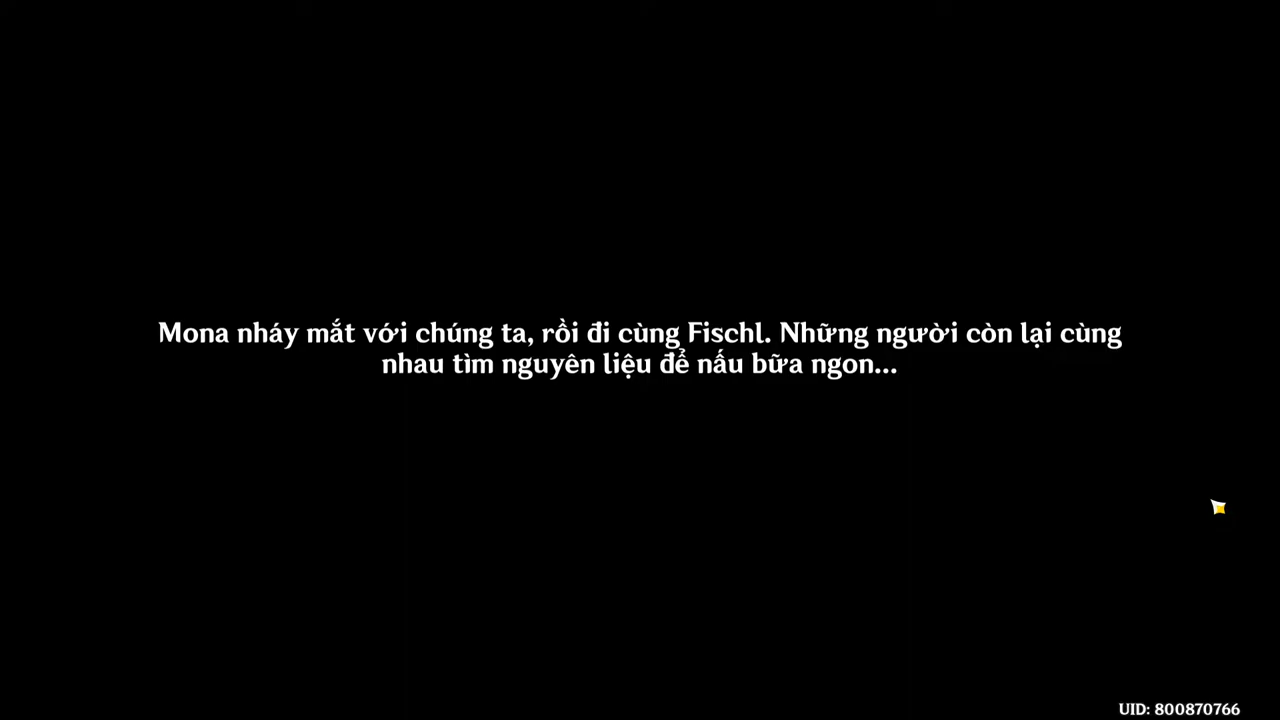 Mona nháy mắt với chúng ta, rồi đi cùng Fischl. Những người còn lại cùng
nhau tìm nguyên liệu để nấu bữa ngon...
UID: 800870766